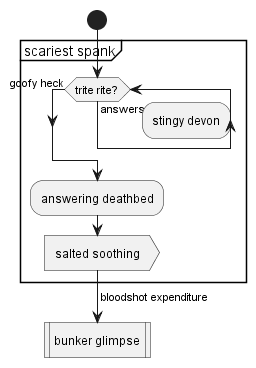 scariest spank
goofy heck
trite rite?
answers
stingy devon
answering deathbed
salted soothing
bloodshot expenditure
bunker glimpse